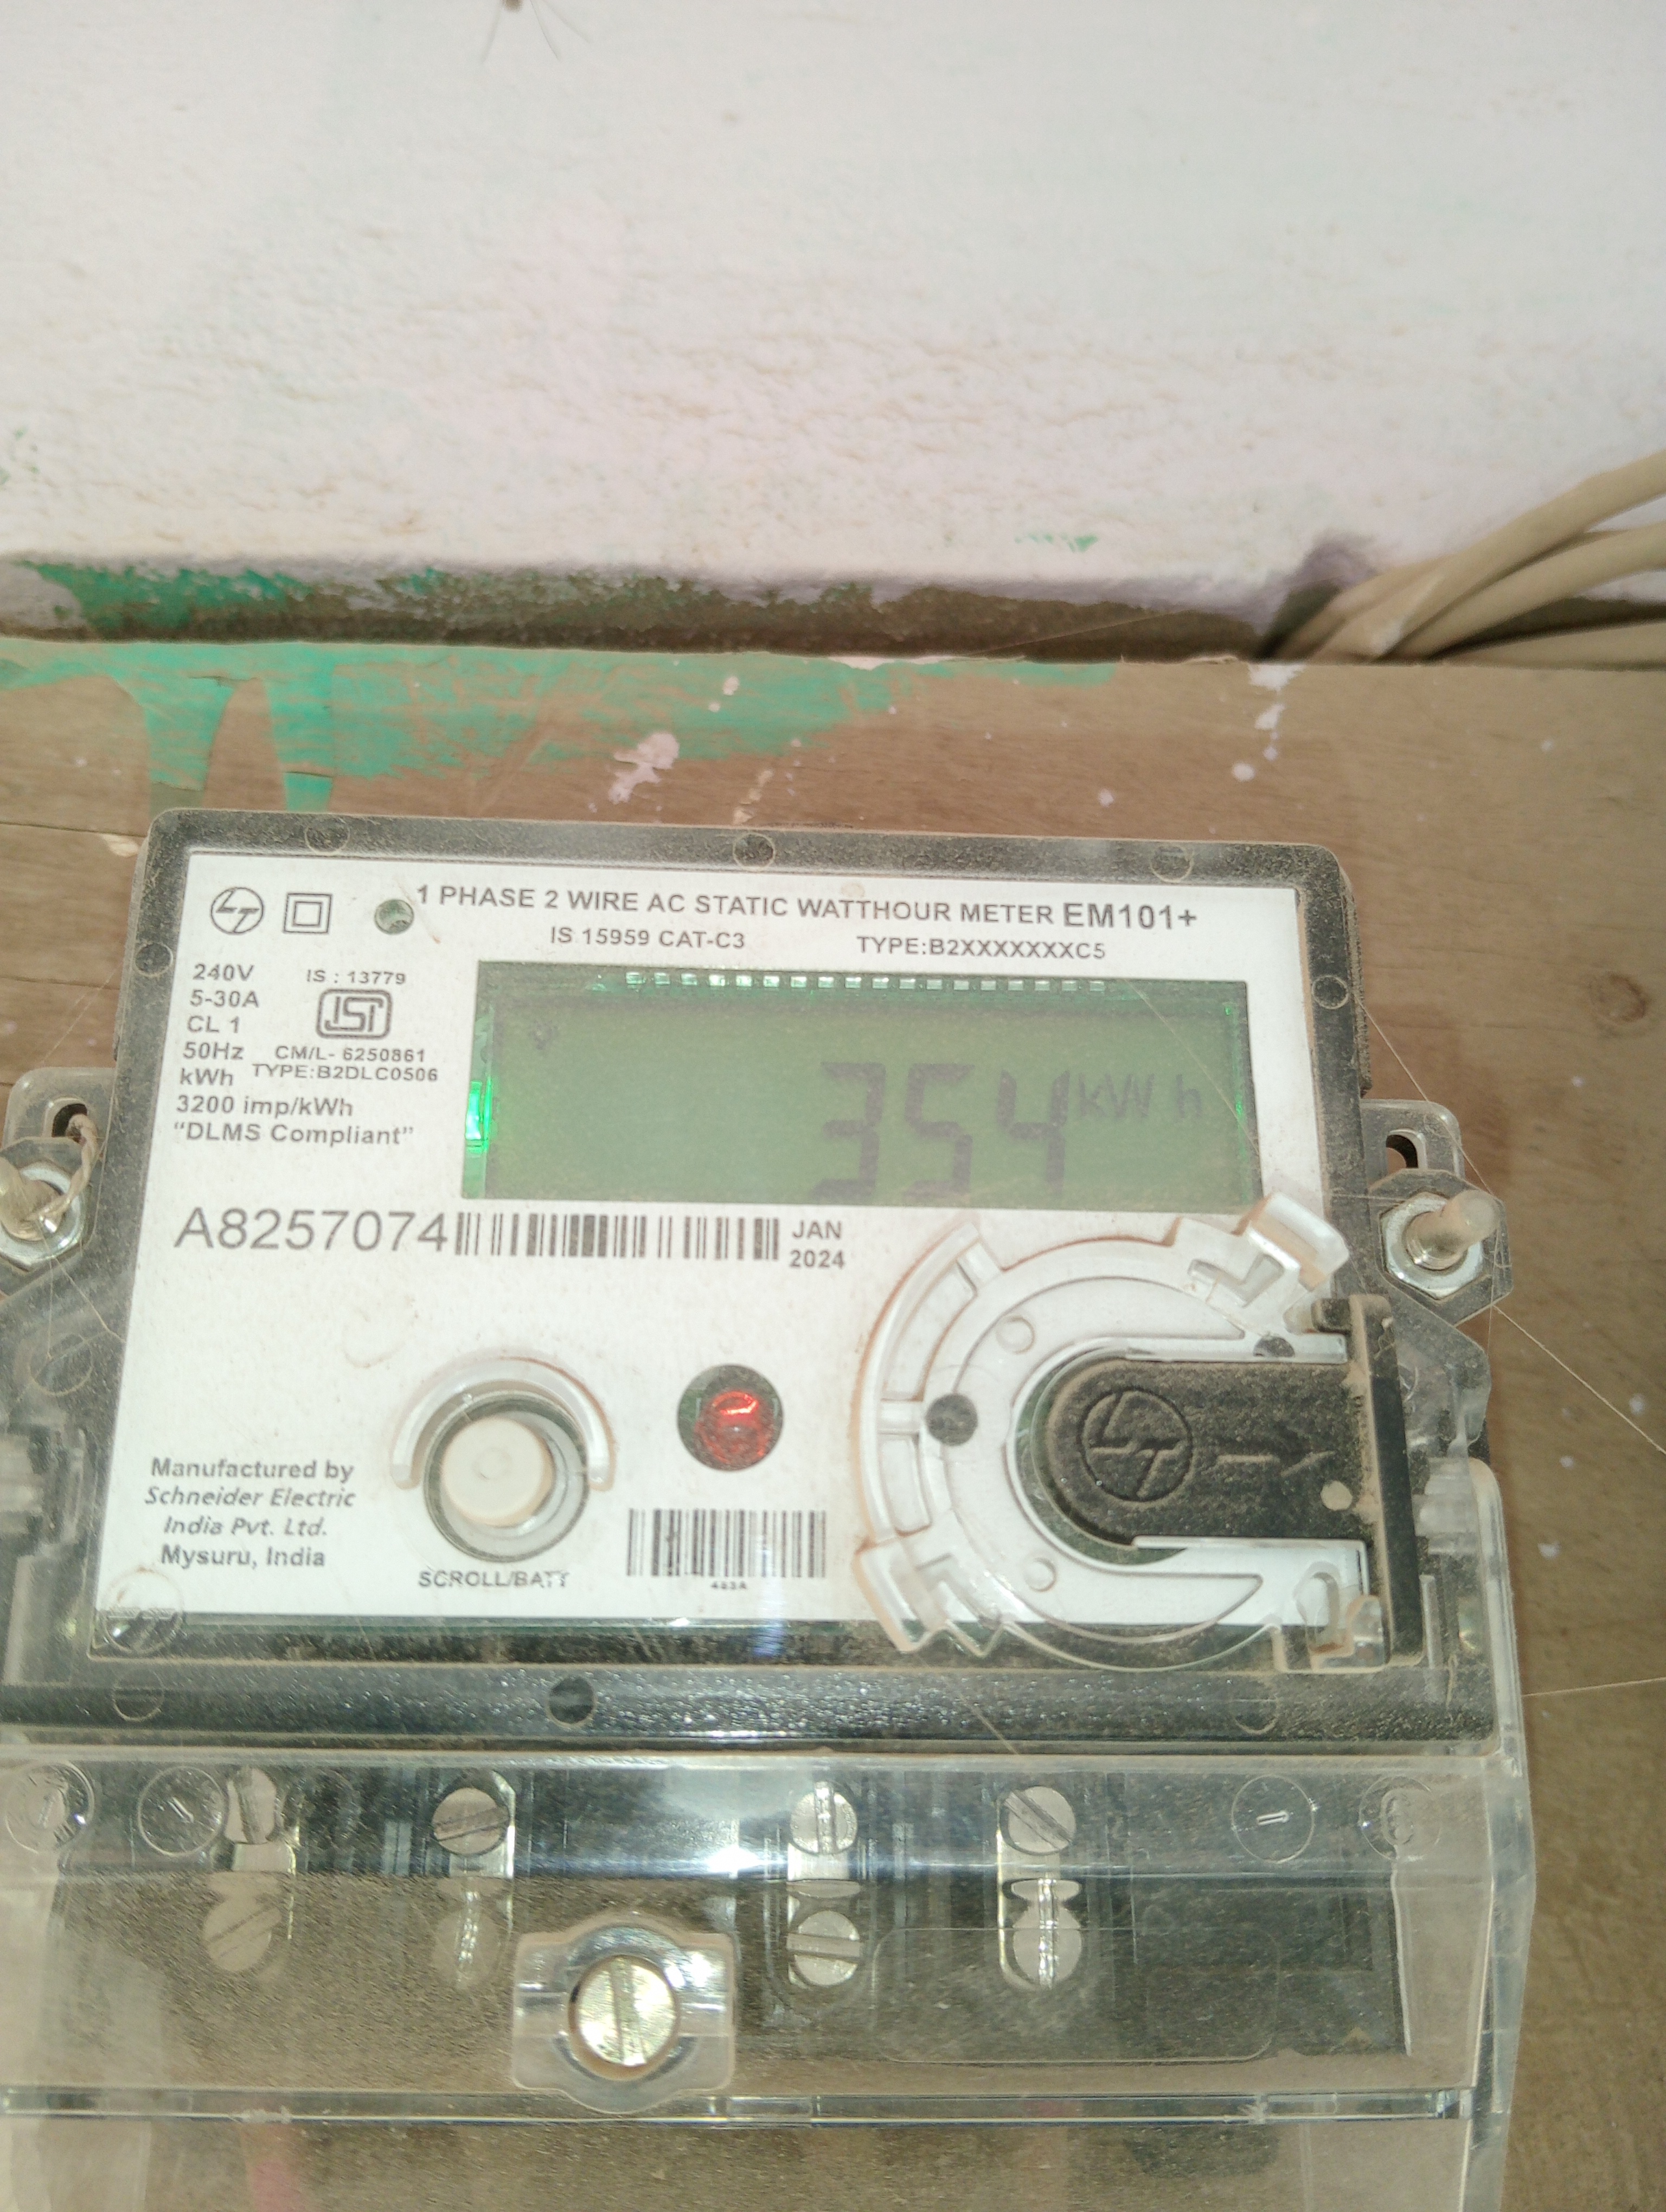 1 PHASE 2 WIRE AC STATIC WATTHOUR METER EM101+
IS 15959 CAT-C3 TYPE:B2XXXXXXXC5
240V
5-30A
CL 1
50Hz
kWh
3200 imp/kWh
"DLMS Compliant"
IS : 13779
ISI
CM/L- 6250861
TYPE:B2DLC0506
354 kWh
A8257074
JAN
2024
Manufactured by
Schneider Electric
India Pvt. Ltd.
Mysuru, India
SCROLL/BATT
LT